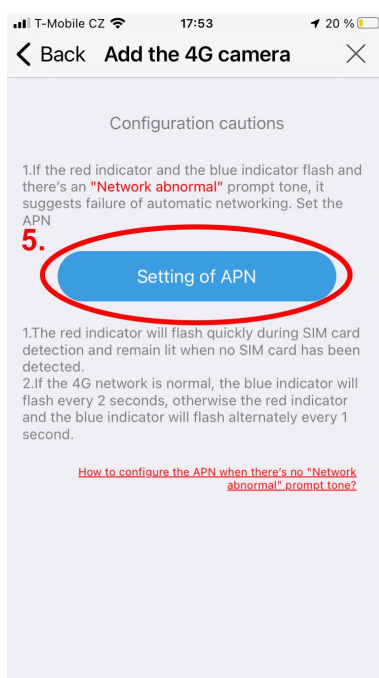 T-Mobile CZ 17:53 20 %
Back Add the 4G camera
Configuration cautions
1.If the red indicator and the blue indicator flash and
there's an "Network abnormal" prompt tone, it
suggests failure of automatic networking. Set the
APN
5.
Setting of APN
1.The red indicator will flash quickly during SIM card
detection and remain lit when no SIM card has been
detected.
2.If the 4G network is normal, the blue indicator will
flash every 2 seconds, otherwise the red indicator
and the blue indicator will flash alternately every 1
second.
How to configure the APN when there's no "Network
abnormal" prompt tone?